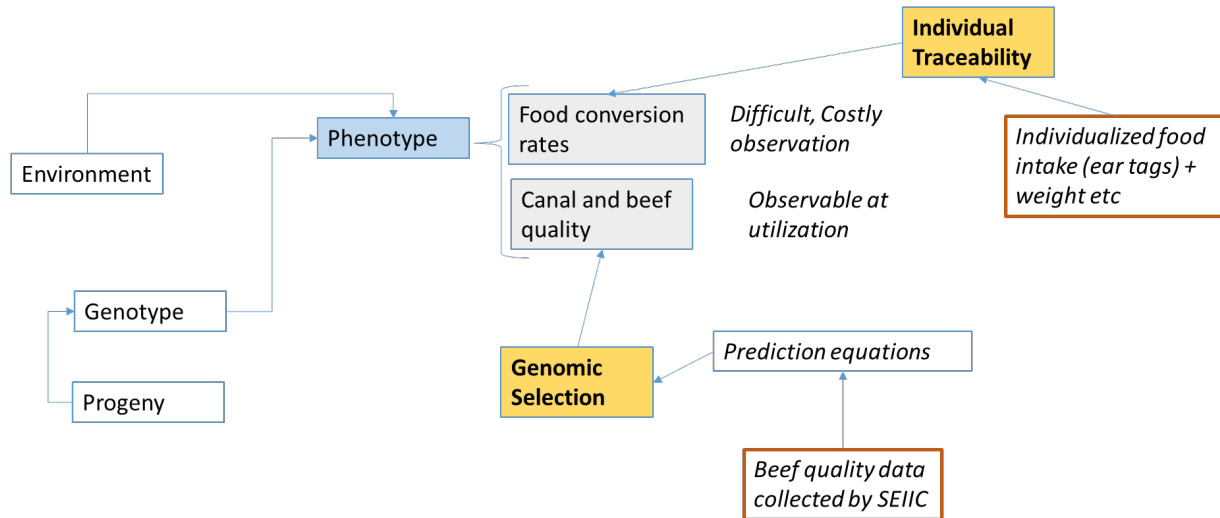 Individual
Traceability
Food conversion
rates
Difficult, Costly
observation
Phenotype
Environment
Individualized food
intake (ear tags) +
weight etc
Canal and beef
quality
Observable at
utilization
Genotype
Genomic
Selection
Prediction equations
Progeny
Beef quality data
collected by SEIIC